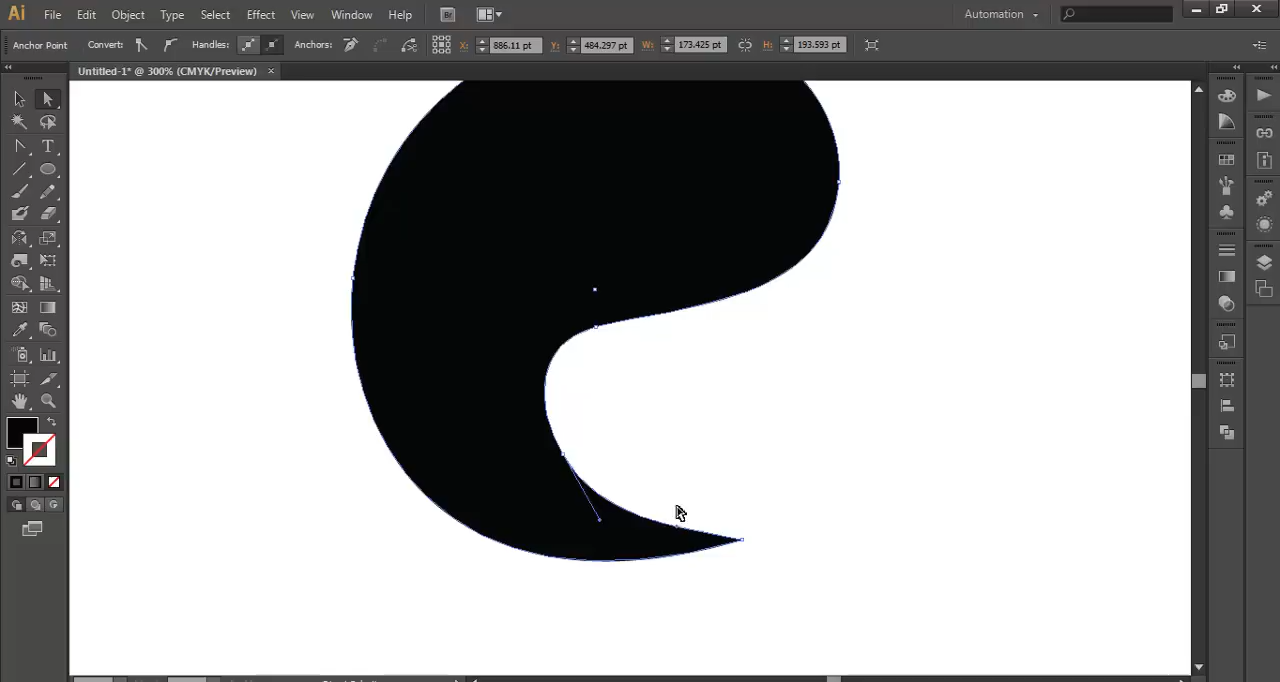 Ai File Edit Object Type Select Effect View Window Help Br Automation
Anchor Point Convert: Handles: Anchors: X: 886.11 pt Y: 484.297 pt W: 173.425 pt H: 193.593 pt
Untitled-1* @ 300% (CMYK/Preview) ×